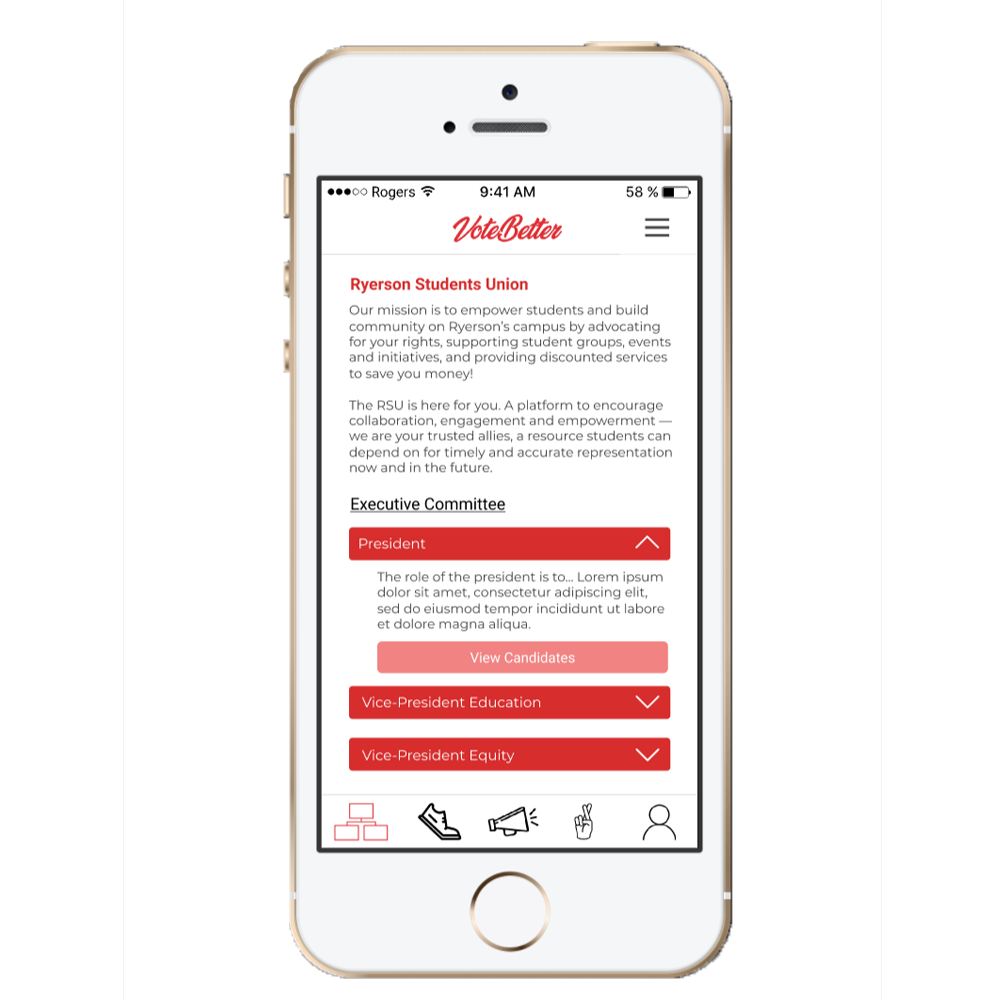 Rogers 9:41 AM 58 %
VoteBetter
Ryerson Students Union
Our mission is to empower students and build
community on Ryerson's campus by advocating
for your rights, supporting student groups, events
and initiatives, and providing discounted services
to save you money!
The RSU is here for you. A platform to encourage
collaboration, engagement and empowerment —
we are your trusted allies, a resource students can
depend on for timely and accurate representation
now and in the future.
Executive Committee
President
The role of the president is to... Lorem ipsum
dolor sit amet, consectetur adipiscing elit,
sed do eiusmod tempor incididunt ut labore
et dolore magna aliqua.
View Candidates
Vice-President Education
Vice-President Equity